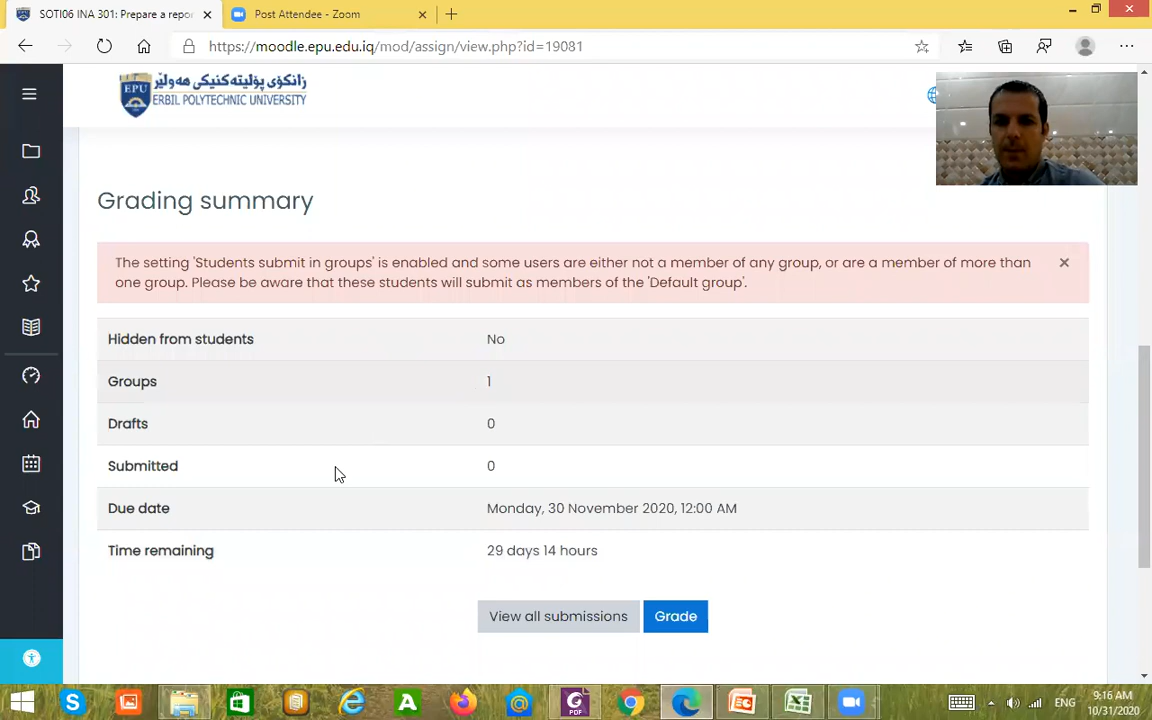 SOTI06 INA 301: Prepare a repor
Post Attendee - Zoom
https://moodle.epu.edu.iq/mod/assign/view.php?id=19081
زانكۆی پۆلیتەکنیکی هەولێر
EPU
ERBIL POLYTECHNIC UNIVERSITY
Grading summary
The setting 'Students submit in groups' is enabled and some users are either not a member of any group, or are a member of more than
one group. Please be aware that these students will submit as members of the 'Default group'.
Hidden from students No
Groups 1
Drafts 0
Submitted 0
Due date Monday, 30 November 2020, 12:00 AM
Time remaining 29 days 14 hours
View all submissions Grade
ENG
9:16 AM
10/31/2020
PDF